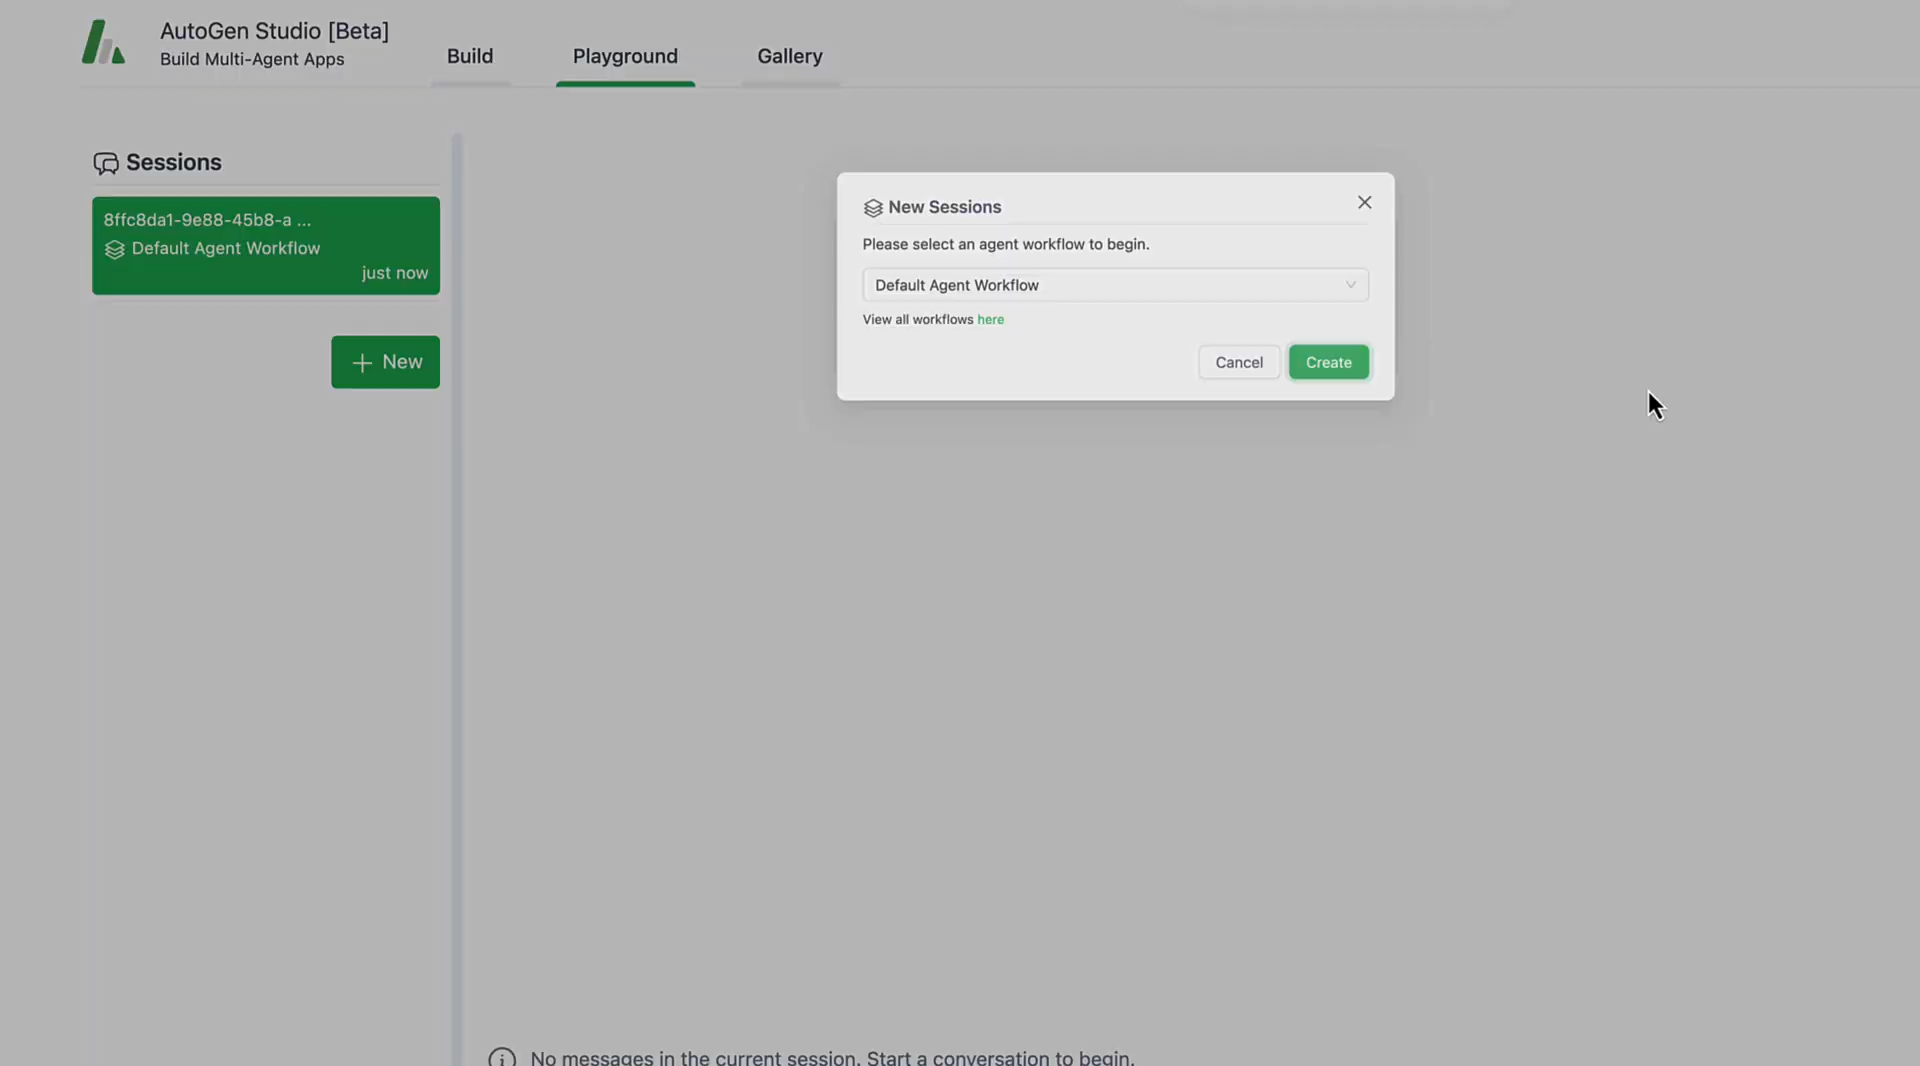 AutoGen Studio [Beta]
Build Multi-Agent Apps
Build
Playground
Gallery
Sessions
8ffc8da1-9e88-45b8-a ...
Default Agent Workflow
just now
New
New Sessions
Please select an agent workflow to begin.
Default Agent Workflow
View all workflows here
Cancel
Create
No messages in the current session. Start a conversation to begin.